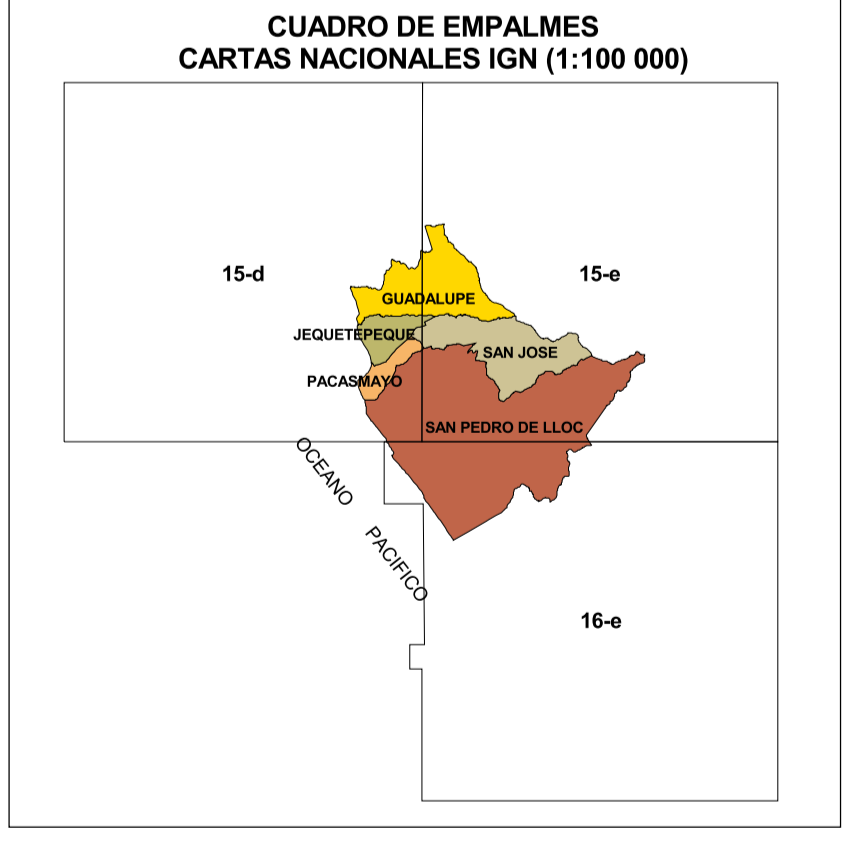 CUADRO DE EMPALMES
CARTAS NACIONALES IGN (1:100 000)
15-d
15-e
GUADALUPE
JEQUETEPEQUE
SAN JOSE
PACASMAYO
SAN PEDRO DE LLOC
OCEANO PACIFICO
16-e